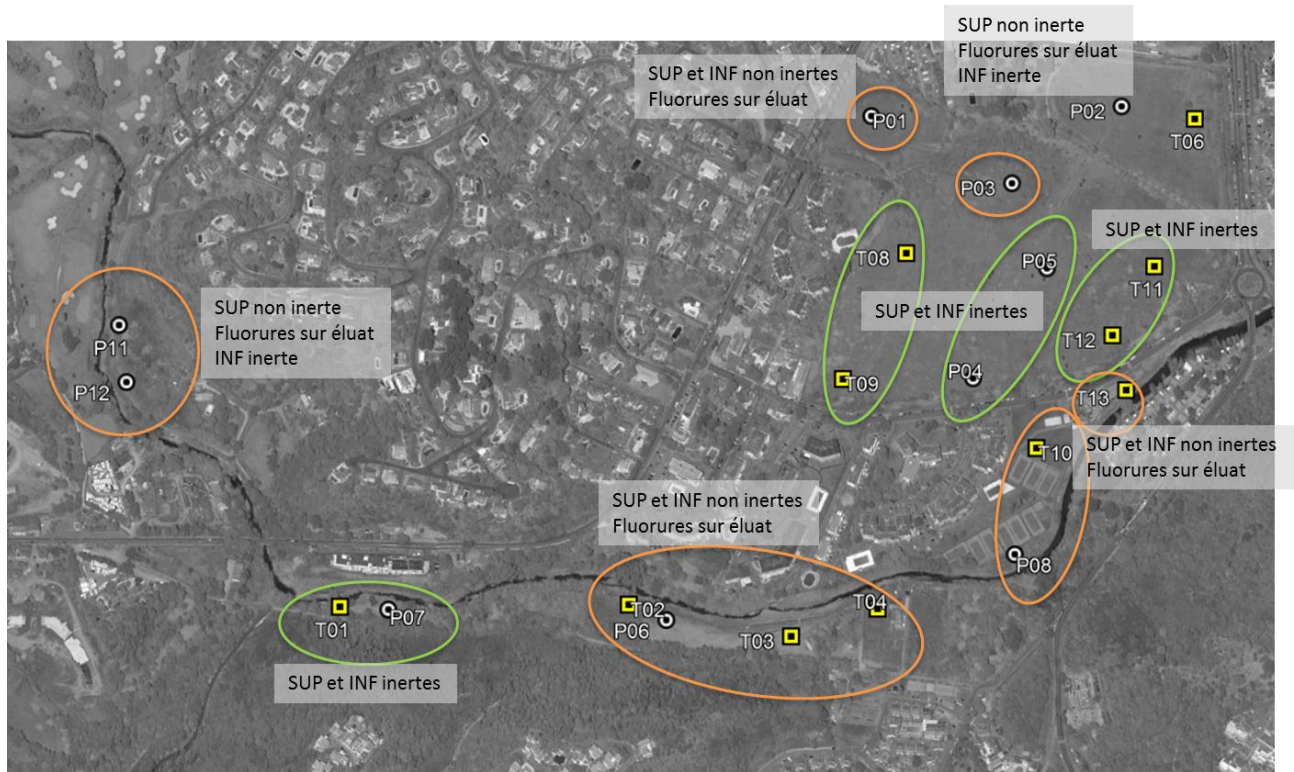 SUP non inerte
Fluorures sur éluat
INF inerte
SUP et INF non inertes
Fluorures sur éluat
P01
P02
T06
P03
SUP et INF inertes
T08
P05
T11
SUP et INF inertes
SUP non inerte
Fluorures sur éluat
INF inerte
P11
P12
T12
T09
P04
T13
SUP et INF non inertes
Fluorures sur éluat
T10
SUP et INF non inertes
Fluorures sur éluat
P08
T01
P07
T02
P06
T03
T04
SUP et INF inertes